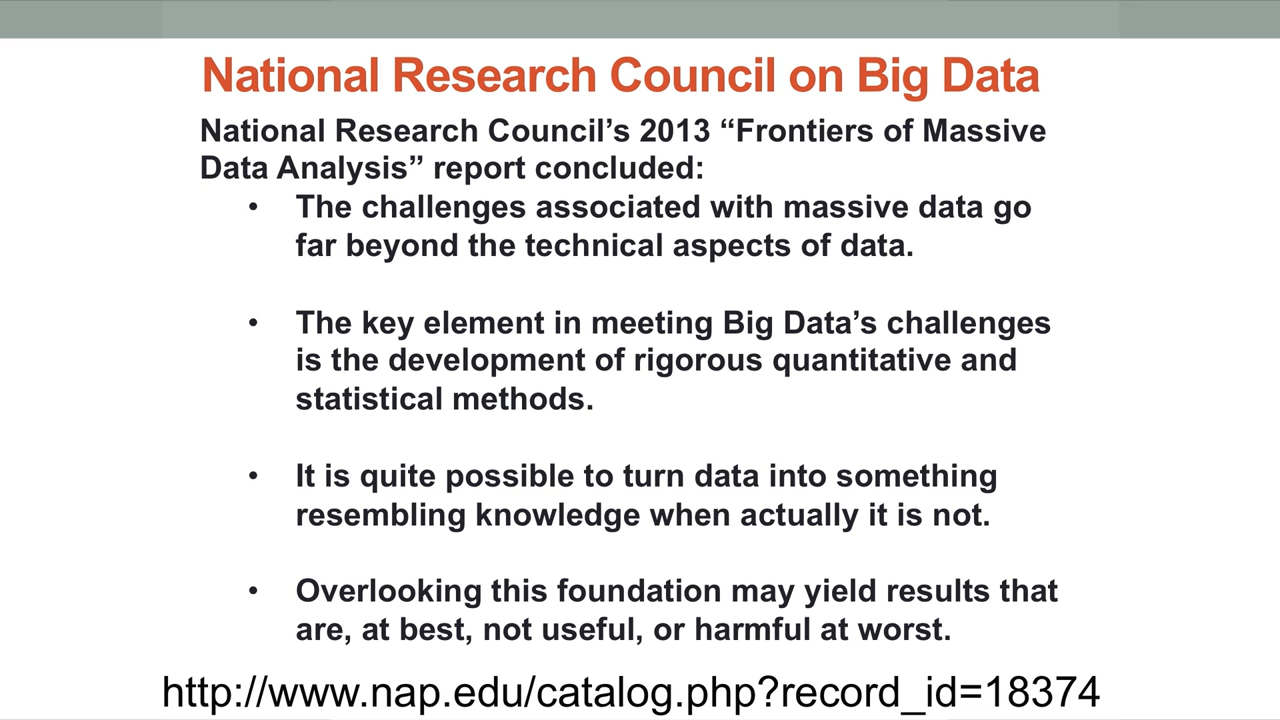 National Research Council on Big Data
National Research Council’s 2013 “Frontiers of Massive
Data Analysis” report concluded:
• The challenges associated with massive data go
far beyond the technical aspects of data.
• The key element in meeting Big Data’s challenges
is the development of rigorous quantitative and
statistical methods.
• It is quite possible to turn data into something
resembling knowledge when actually it is not.
• Overlooking this foundation may yield results that
are, at best, not useful, or harmful at worst.
http://www.nap.edu/catalog.php?record_id=18374